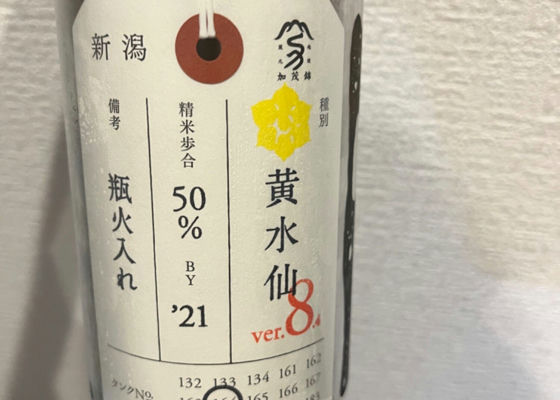 新潟
加茂錦
種別
黄水仙
ver.8.4
精米歩合
50%
BY
'21
備考
瓶火入れ
タンクNo.
132 133 134 161 162
165 166 167